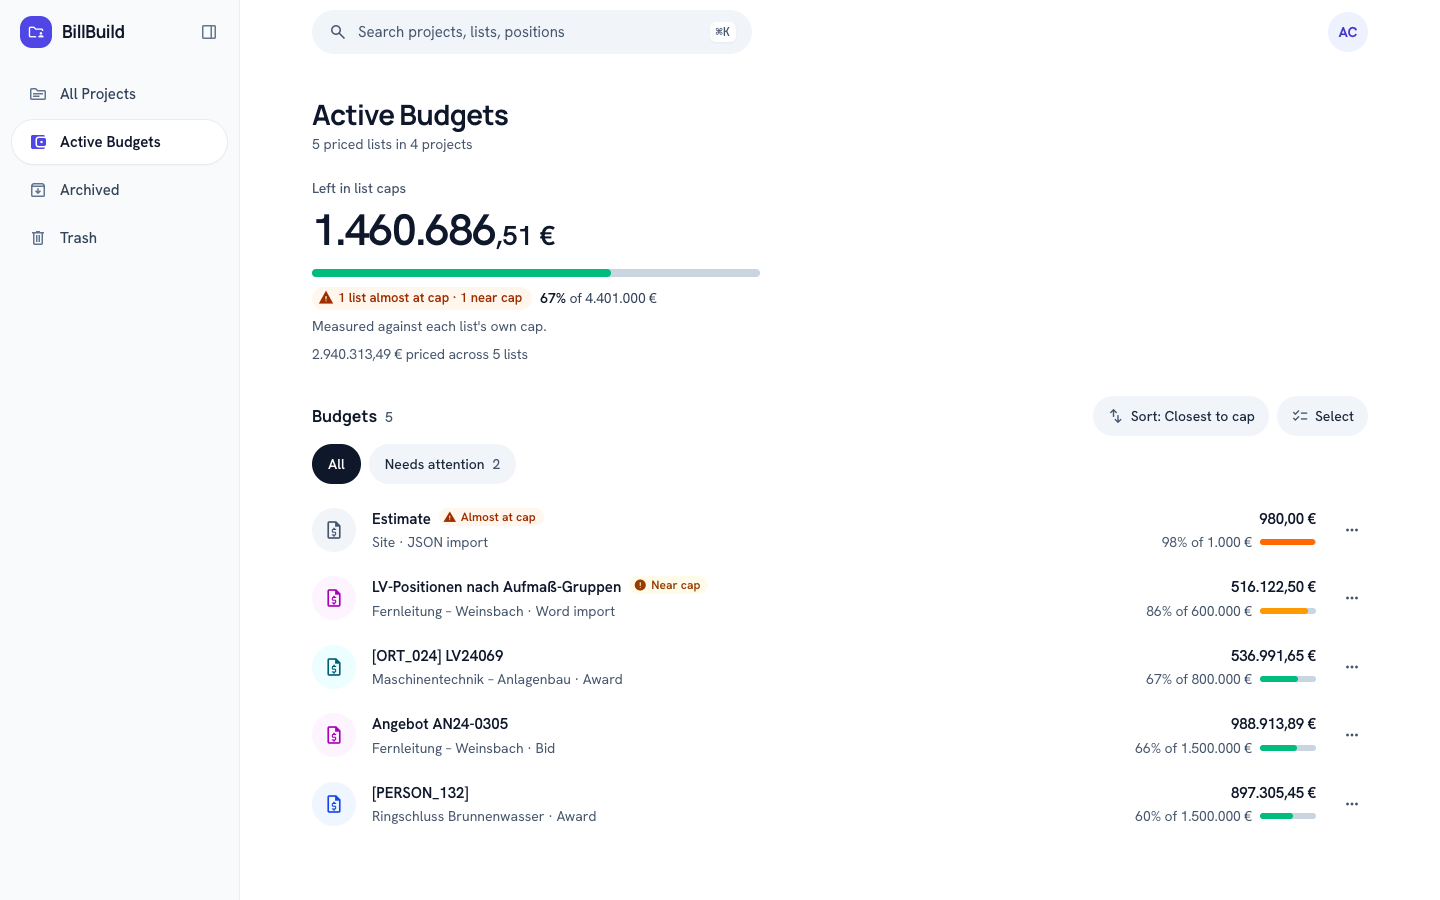 BillBuild
Search projects, lists, positions
⌘K
AC
All Projects
Active Budgets
Archived
Trash
Active Budgets
5 priced lists in 4 projects
Left in list caps
1.460.686,51 €
1 list almost at cap · 1 near cap
67% of 4.401.000 €
Measured against each list's own cap.
2.940.313,49 € priced across 5 lists
Budgets 5
Sort: Closest to cap
Select
All
Needs attention 2
Estimate
Almost at cap
980,00 €
Site · JSON import
98% of 1.000 €
LV-Positionen nach Aufmaß-Gruppen
Near cap
516.122,50 €
Fernleitung – Weinsbach · Word import
86% of 600.000 €
[ORT_024] LV24069
536.991,65 €
Maschinentechnik – Anlagenbau · Award
67% of 800.000 €
Angebot AN24-0305
988.913,89 €
Fernleitung – Weinsbach · Bid
66% of 1.500.000 €
[PERSON_132]
897.305,45 €
Ringschluss Brunnenwasser · Award
60% of 1.500.000 €